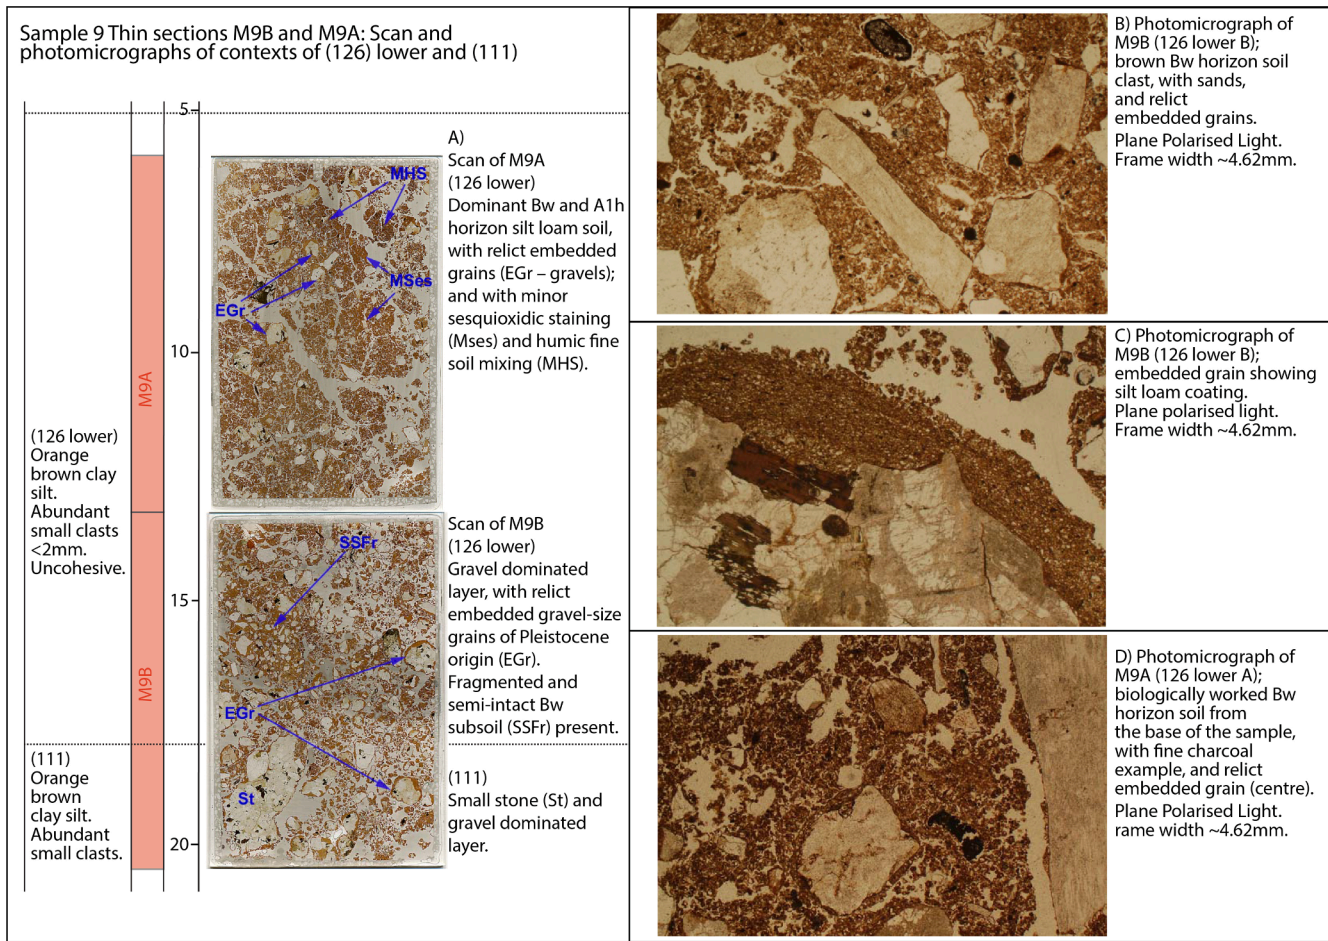 Sample 9 Thin sections M9B and M9A: Scan and
photomicrographs of contexts of (126) lower and (111)
5
10
15
20
M9A
M9B
(126 lower)
Orange
brown clay
silt.
Abundant
small clasts
<2mm.
Uncohesive.
(111)
Orange
brown
clay silt.
Abundant
small clasts.
MHS
MSes
EGr
SSFr
EGr
St
A)
Scan of M9A
(126 lower)
Dominant Bw and A1h
horizon silt loam soil,
with relict embedded
grains (EGr – gravels);
and with minor
sesquioxidic staining
(Mses) and humic fine
soil mixing (MHS).
Scan of M9B
(126 lower)
Gravel dominated
layer, with relict
embedded gravel-size
grains of Pleistocene
origin (EGr).
Fragmented and
semi-intact Bw
subsoil (SSFr) present.
(111)
Small stone (St) and
gravel dominated
layer.
B) Photomicrograph of
M9B (126 lower B);
brown Bw horizon soil
clast, with sands,
and relict
embedded grains.
Plane Polarised Light.
Frame width ~4.62mm.
C) Photomicrograph of
M9B (126 lower B);
embedded grain showing
silt loam coating.
Plane polarised light.
Frame width ~4.62mm.
D) Photomicrograph of
M9A (126 lower A);
biologically worked Bw
horizon soil from
the base of the sample,
with fine charcoal
example, and relict
embedded grain (centre).
Plane Polarised Light.
rame width ~4.62mm.